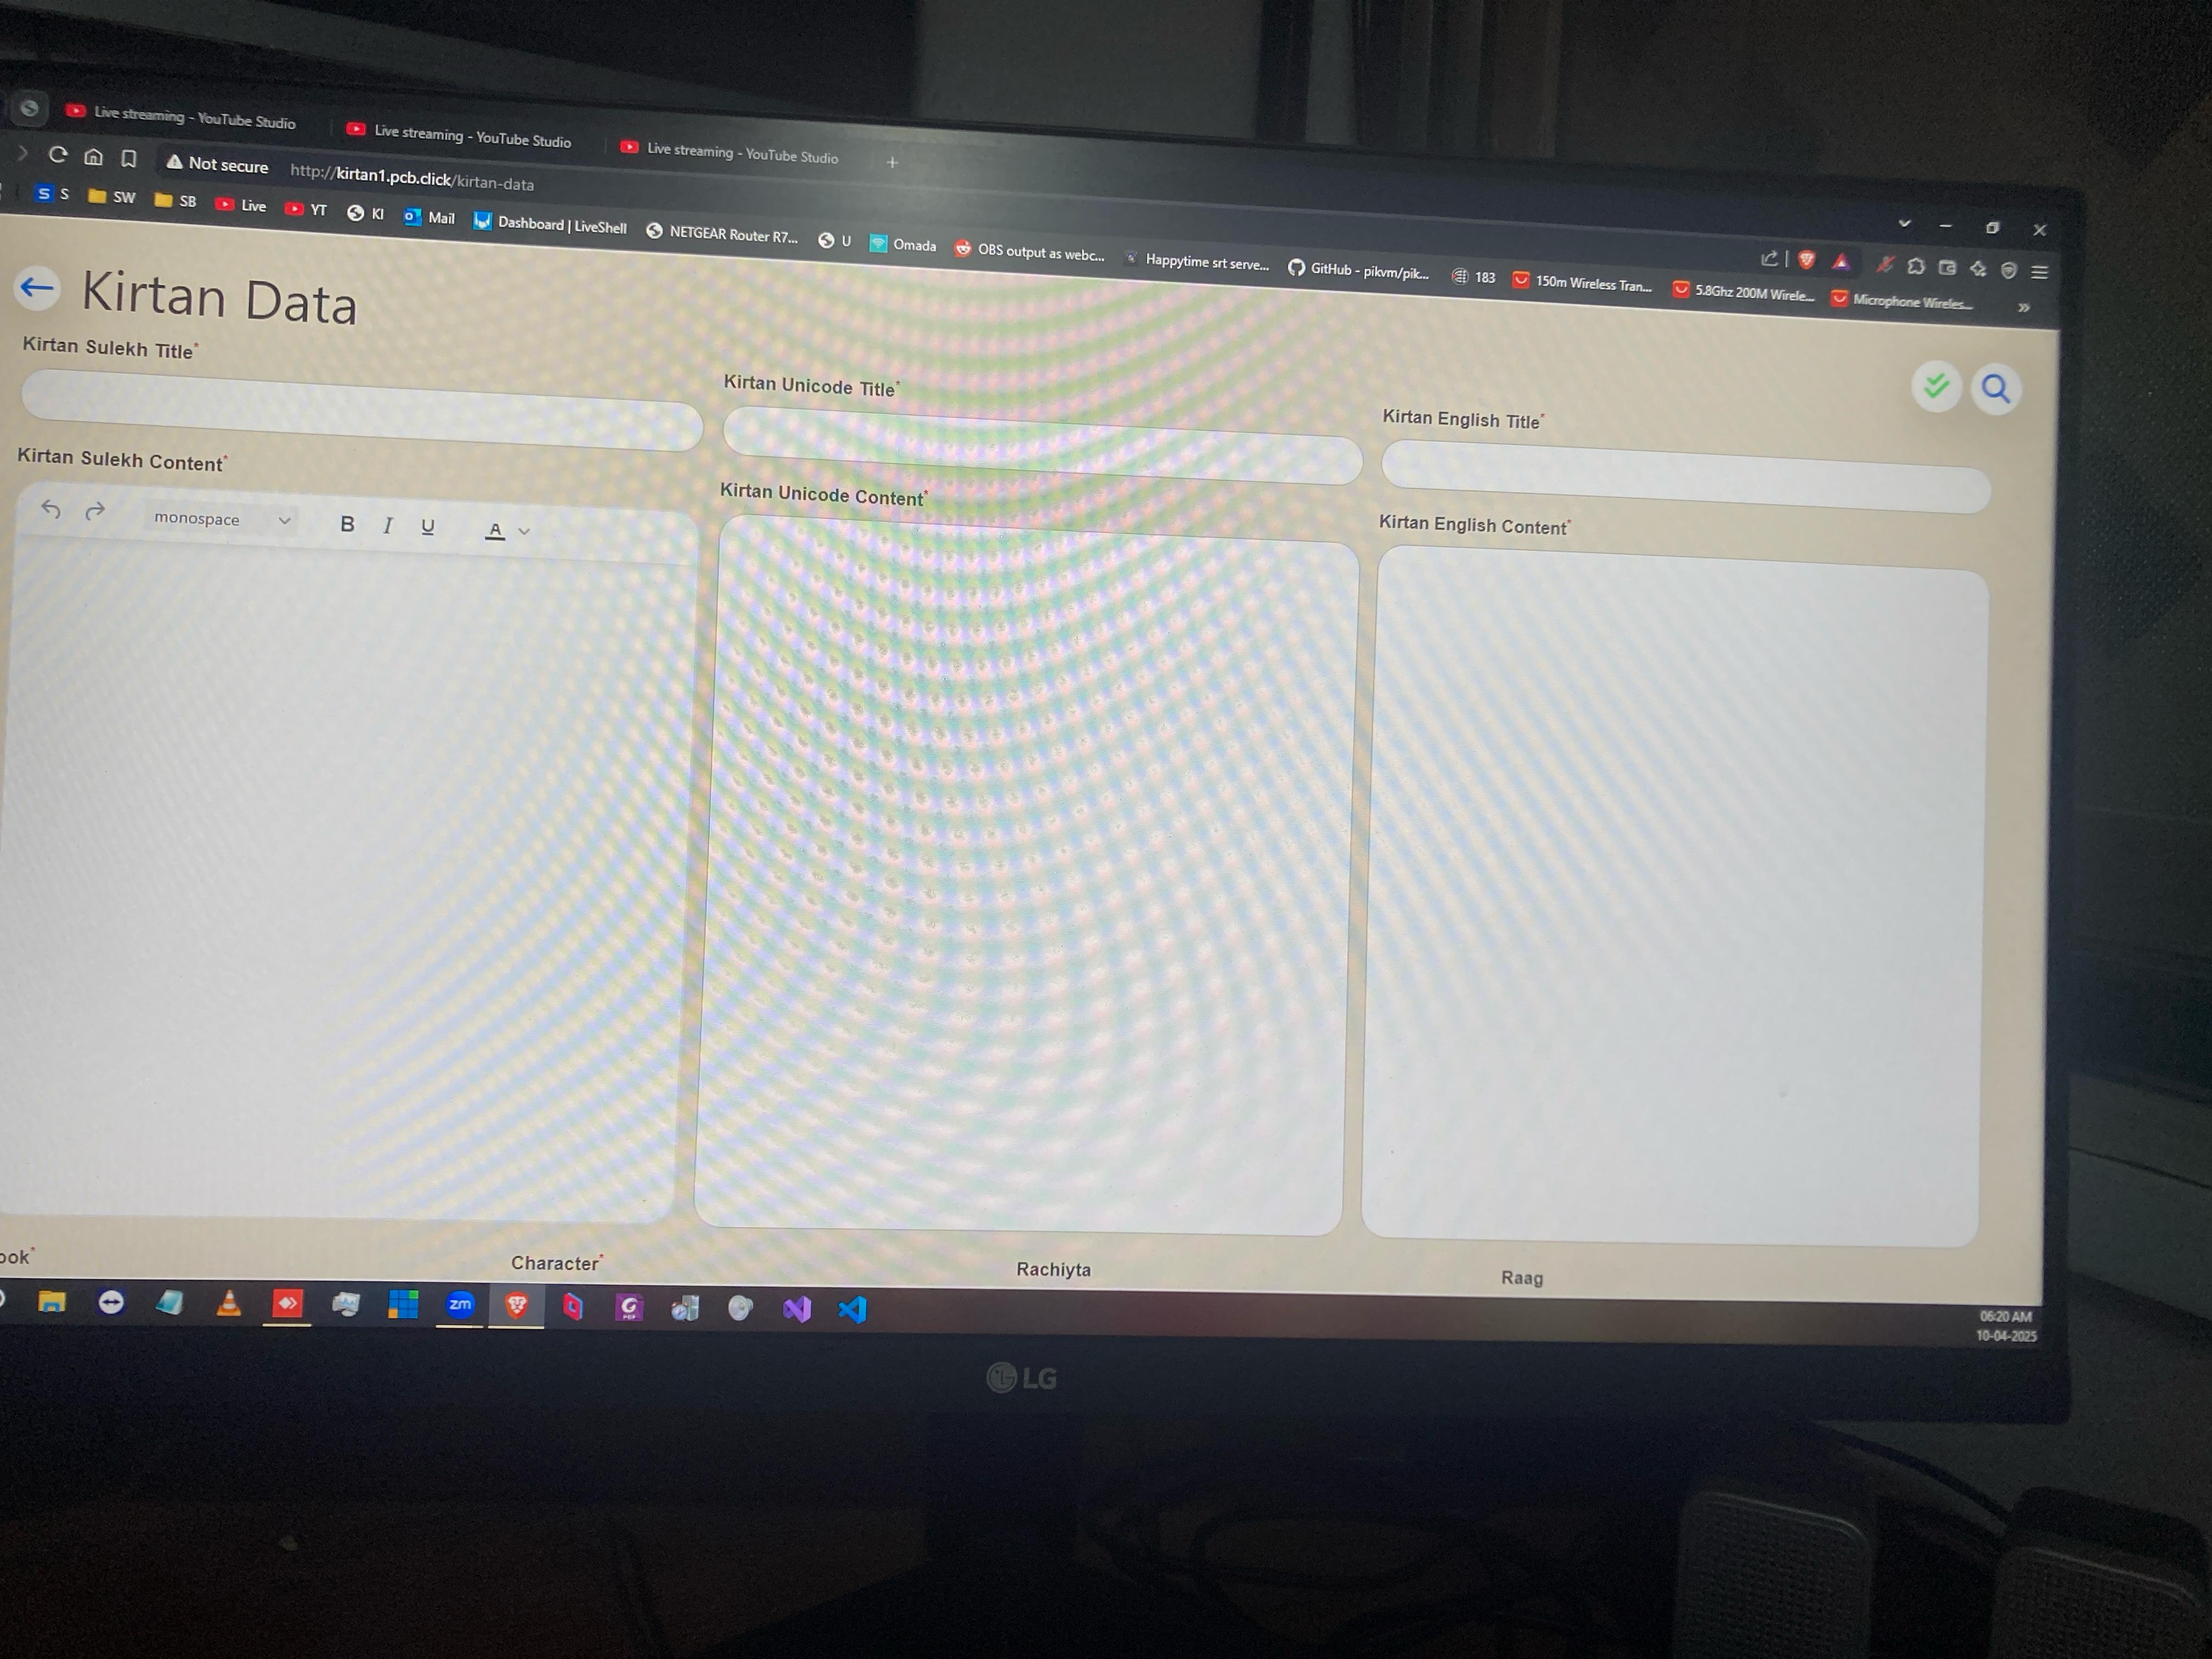 Live streaming - YouTube Studio
Live streaming - YouTube Studio
Live streaming - YouTube Studio
Not secure http://kirtan1.pcb.click/kirtan-data
S SW SB Live YT KI Mail Dashboard | LiveShell NETGEAR Router R7... U Omada OBS output as webc... Happytime srt serve... GitHub - pikvm/pik... 183 150m Wireless Tran... 5.8Ghz 200M Wirele... Microphone Wireles...
Kirtan Data
Kirtan Sulekh Title*
Kirtan Unicode Title*
Kirtan English Title*
Kirtan Sulekh Content*
Kirtan Unicode Content*
Kirtan English Content*
monospace B I U A
ook*
Character*
Rachiyta
Raag
zm
06:20 AM
10-04-2025
LG